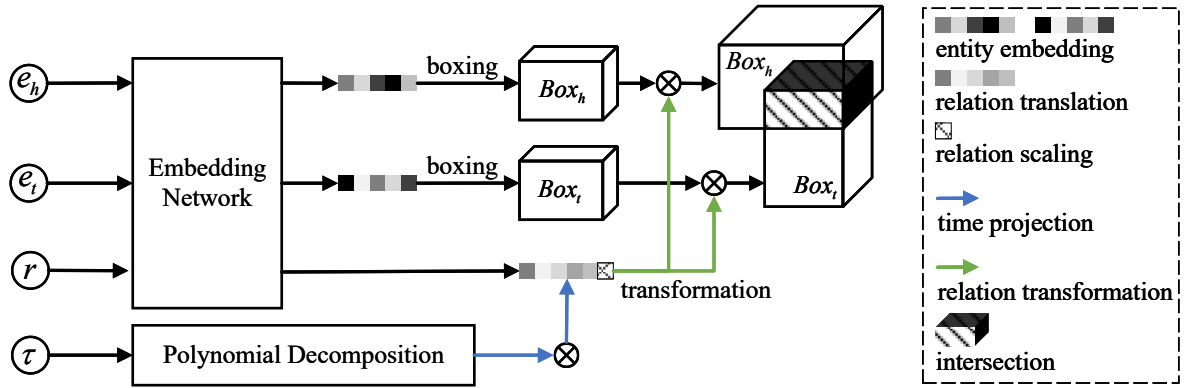 e_h
boxing
Box_h
Box_h
e_t
Embedding
Network
boxing
Box_t
Box_t
r
transformation
τ
Polynomial Decomposition
entity embedding
relation translation
relation scaling
time projection
relation transformation
intersection